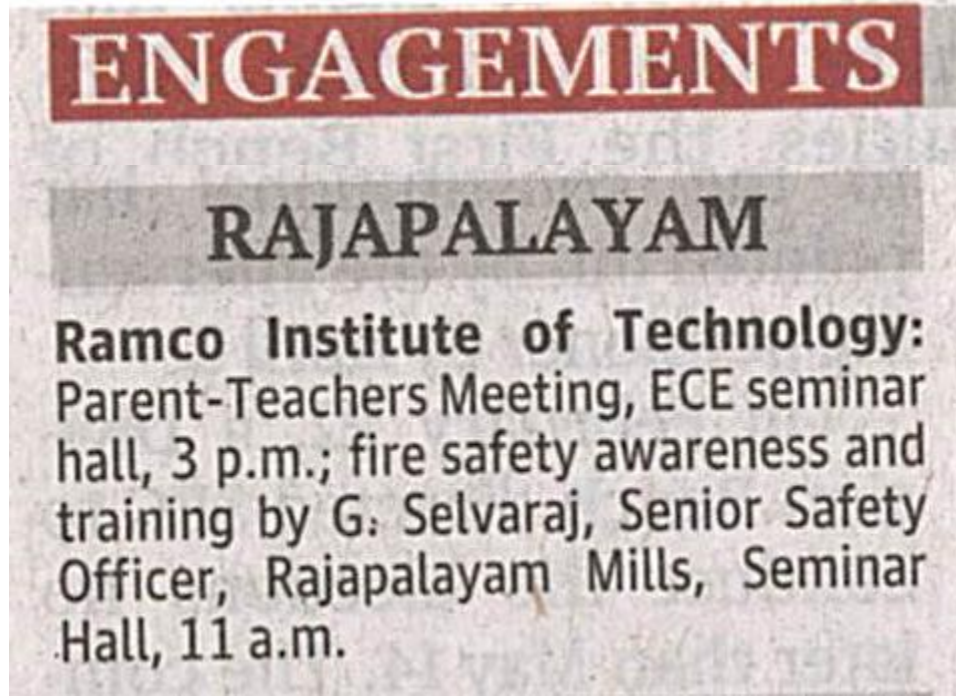 ENGAGEMENTS
RAJAPALAYAM
Ramco Institute of Technology:
Parent-Teachers Meeting, ECE seminar
hall, 3 p.m.; fire safety awareness and
training by G. Selvaraj, Senior Safety
Officer, Rajapalayam Mills, Seminar
Hall, 11 a.m.